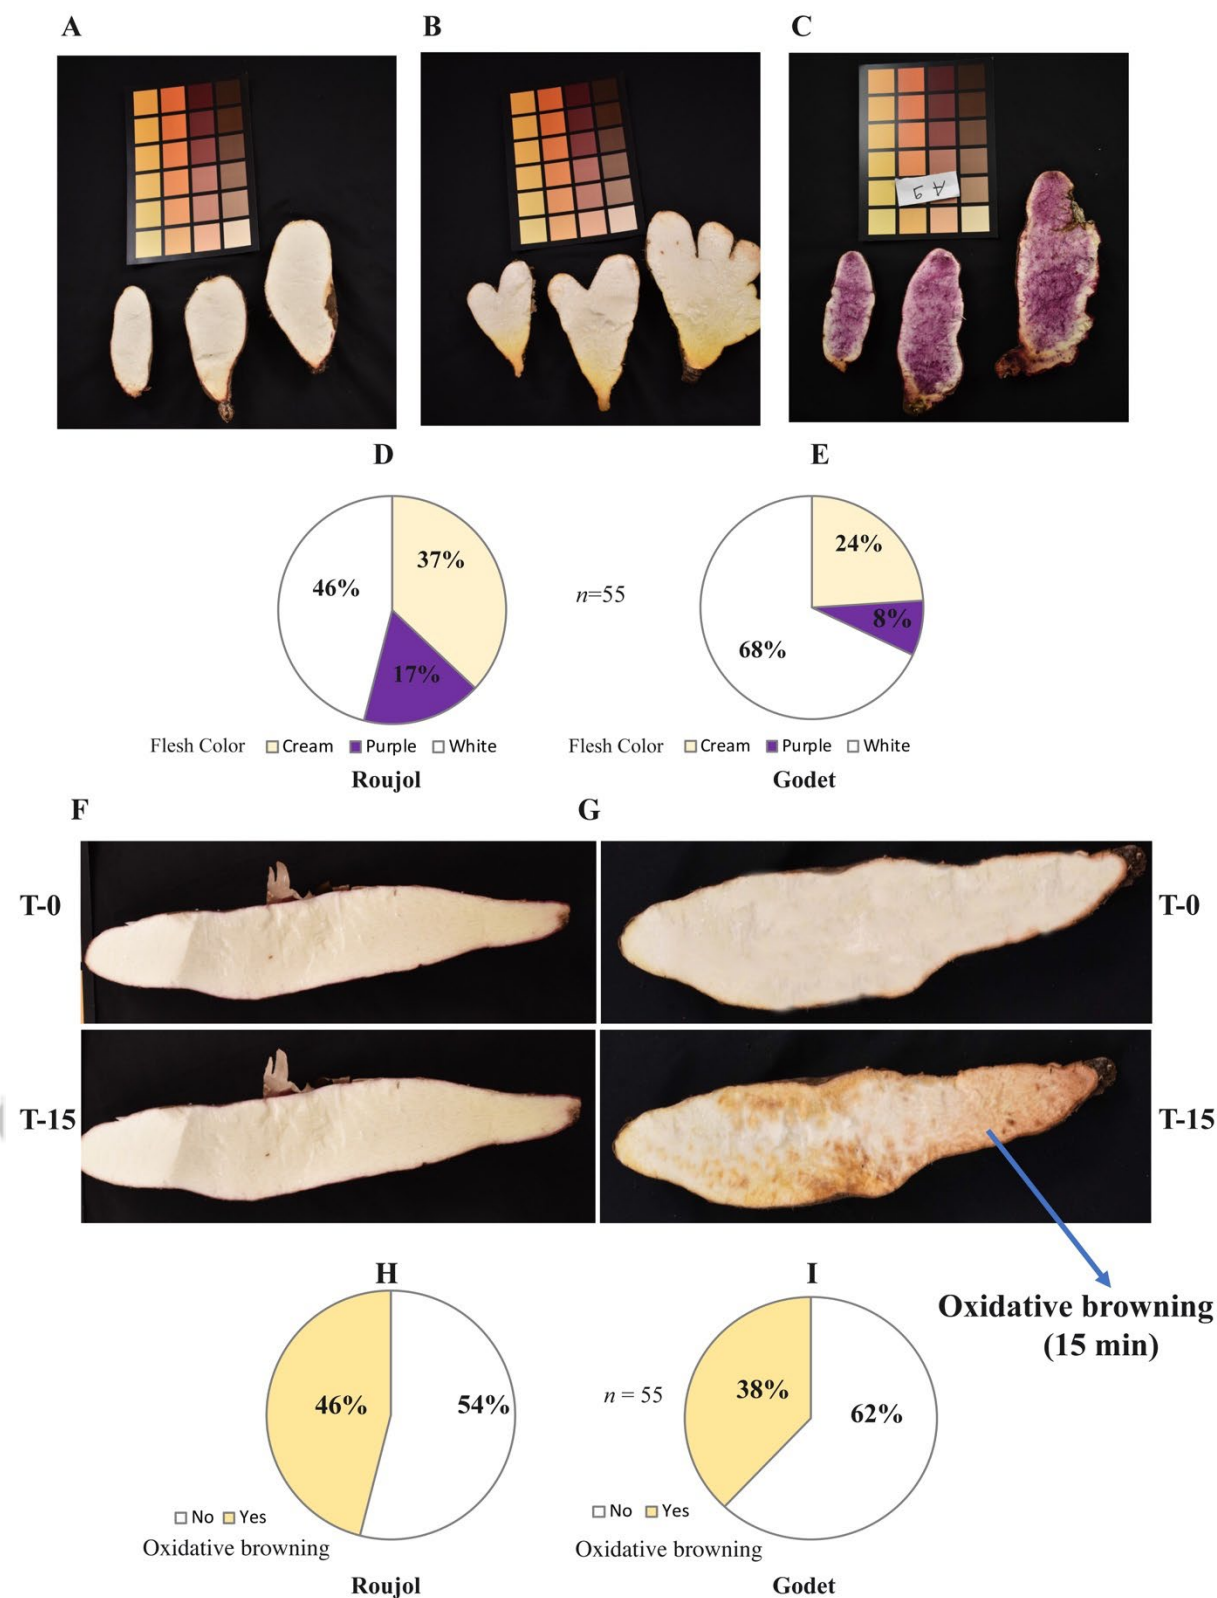 A
B
C
G A
D
E
46%
37%
17%
n=55
24%
8%
68%
Flesh Color Cream Purple White
Flesh Color Cream Purple White
Roujol
Godet
F
G
T-0
T-0
T-15
T-15
Oxidative browning
(15 min)
H
I
46%
54%
n = 55
38%
62%
No Yes
Oxidative browning
No Yes
Oxidative browning
Roujol
Godet